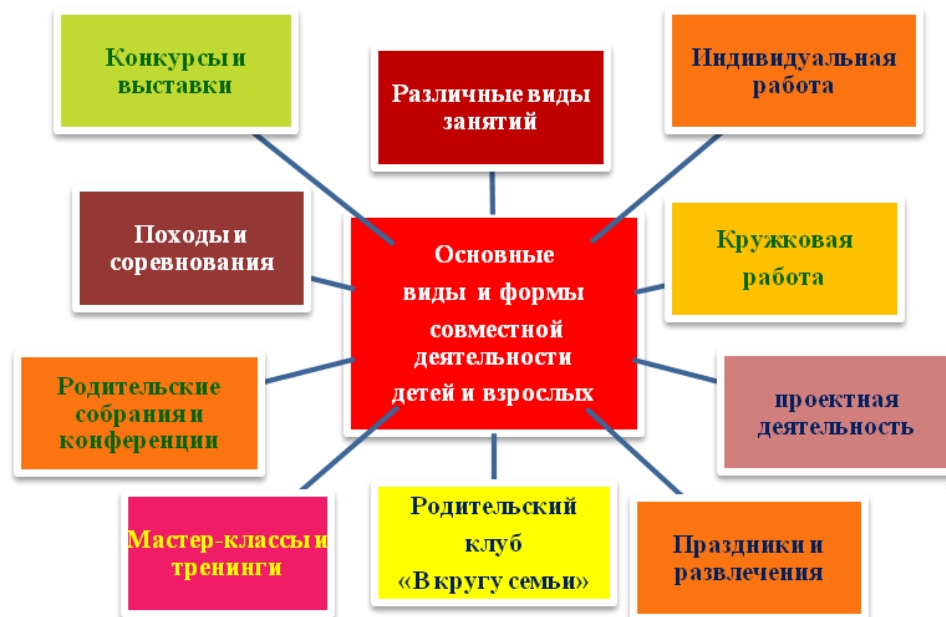 Конкурсы и
выставки
Различные виды
занятий
Индивидуальная
работа
Походы и
соревнования
Основные
виды и формы
совместной
деятельности
детей и взрослых
Кружковая
работа
Родительские
собрания и
конференции
проектная
деятельность
Мастер-классы и
тренинги
Родительский
клуб
«В кругу семьи»
Праздники и
развлечения